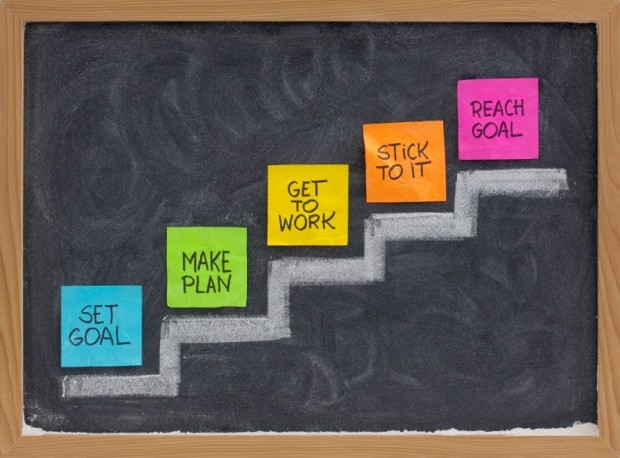 SET
GOAL
MAKE
PLAN
GET
TO
WORK
STiCK
TO iT
REACH
GOAL